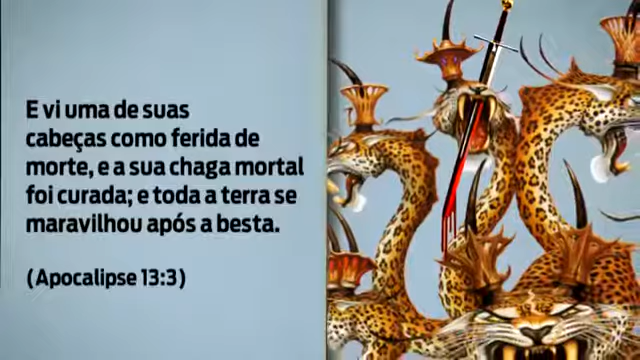 E vi uma de suas
cabeças como ferida de
morte, e a sua chaga mortal
foi curada; e toda a terra se
maravilhou após a besta.
(Apocalipse 13:3)